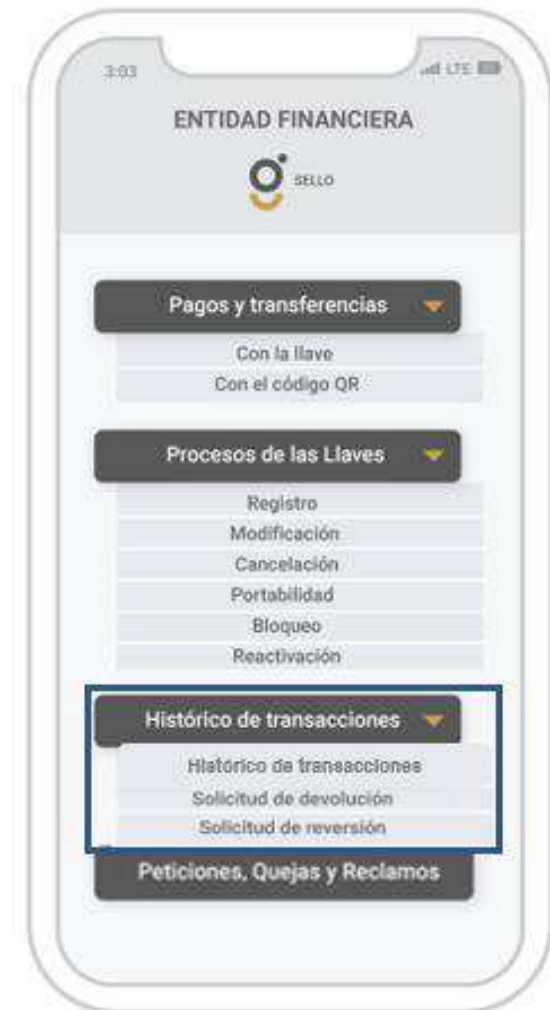 3:03 LTE
ENTIDAD FINANCIERA
SELLO
Pagos y transferencias
Con la llave
Con el código QR
Procesos de las Llaves
Registro
Modificación
Cancelación
Portabilidad
Bloqueo
Reactivación
Histórico de transacciones
Histórico de transacciones
Solicitud de devolución
Solicitud de reversión
Peticiones, Quejas y Reclamos